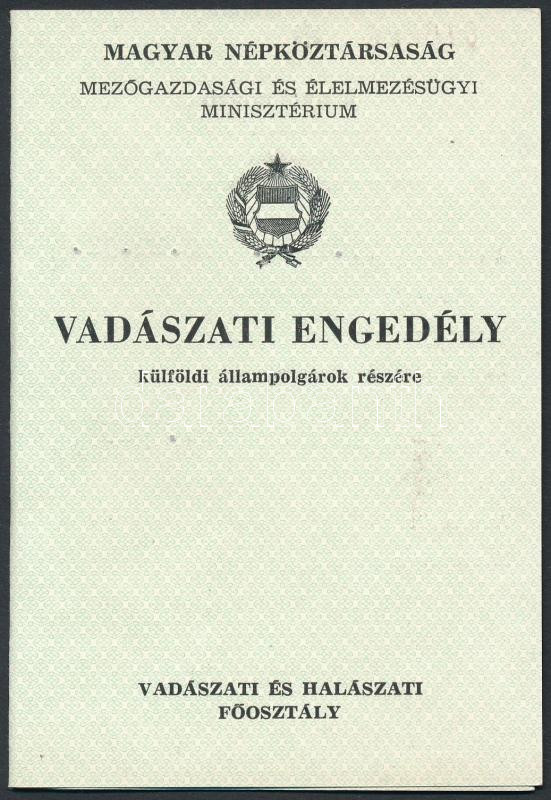 MAGYAR NÉPKÖZTÁRSASÁG
MEZŐGAZDASÁGI ÉS ÉLELMEZÉSÜGYI
MINISZTÉRIUM
VADÁSZATI ENGEDÉLY
külföldi állampolgárok részére
VADÁSZATI ÉS HALÁSZATI
FŐOSZTÁLY